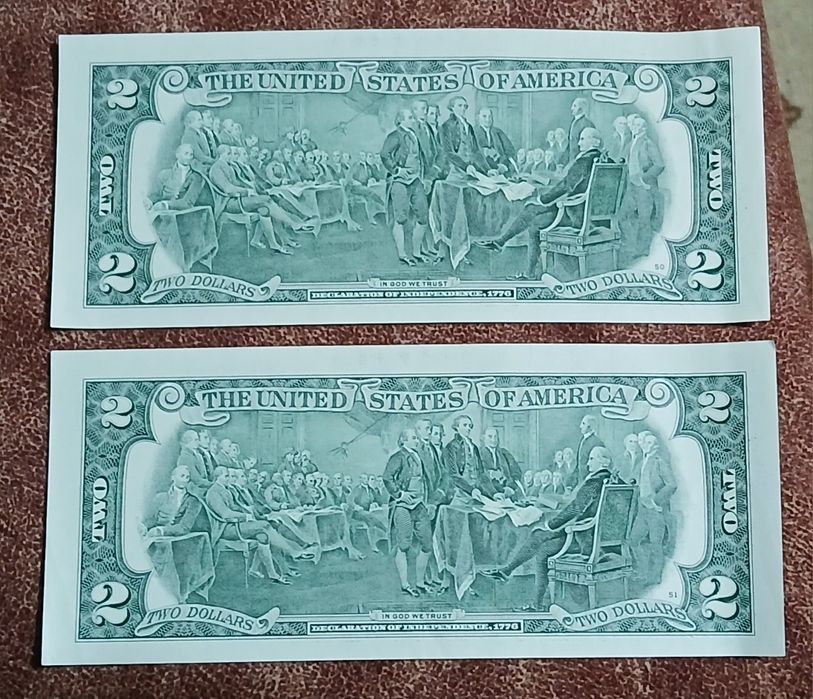 2 THE UNITED STATES OF AMERICA 2
TWO TWO
50
2 TWO DOLLARS IN GOD WE TRUST TWO DOLLARS 2
DECLARATION OF INDEPENDENCE, 1776
2 THE UNITED STATES OF AMERICA 2
TWO TWO
51
2 TWO DOLLARS IN GOD WE TRUST TWO DOLLARS 2
DECLARATION OF INDEPENDENCE, 1776